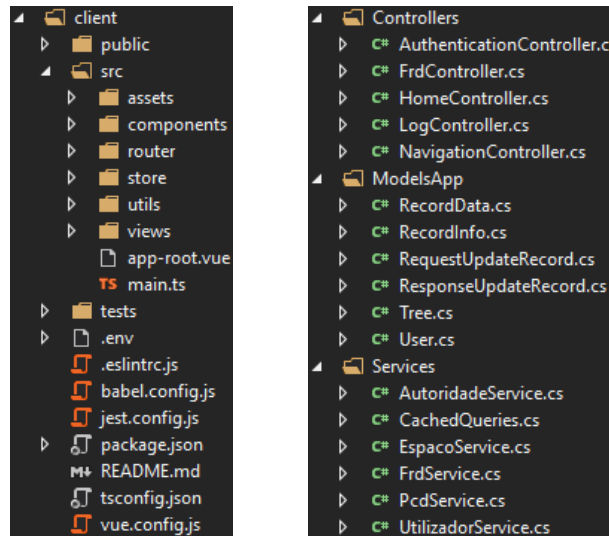 client
public
src
assets
components
router
store
utils
views
app-root.vue
TS main.ts
tests
.env
.eslintrc.js
babel.config.js
jest.config.js
package.json
M+ README.md
tsconfig.json
vue.config.js
Controllers
C# AuthenticationController.c
C# FrdController.cs
C# HomeController.cs
C# LogController.cs
C# NavigationController.cs
ModelsApp
C# RecordData.cs
C# RecordInfo.cs
C# RequestUpdateRecord.cs
C# ResponseUpdateRecord.cs
C# Tree.cs
C# User.cs
Services
C# AutoridadeService.cs
C# CachedQueries.cs
C# EspacoService.cs
C# FrdService.cs
C# PcdService.cs
C# UtilizadorService.cs